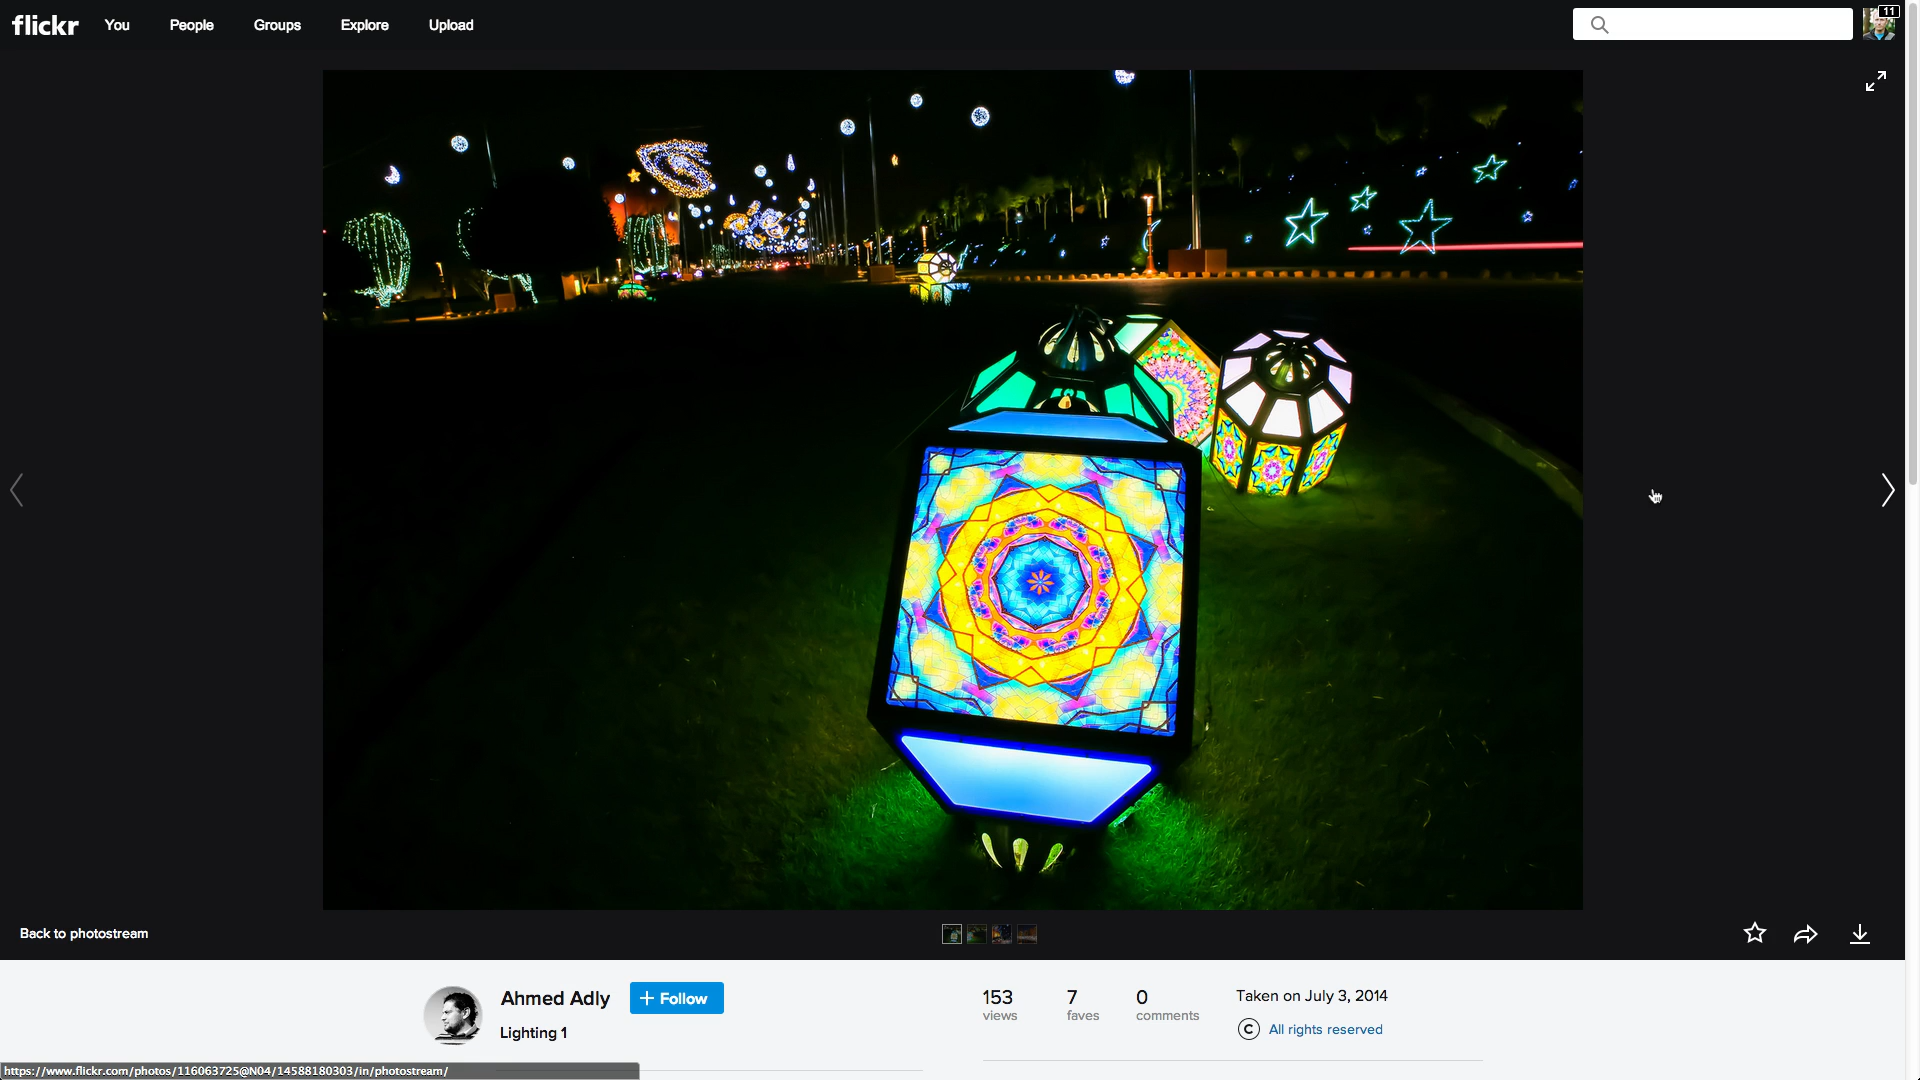 flickr You People Groups Explore Upload
11
Back to photostream
Ahmed Adly + Follow
Lighting 1
153 7 0
views faves comments
Taken on July 3, 2014
C All rights reserved
https://www.flickr.com/photos/116063725@N04/14588180303/in/photostream/